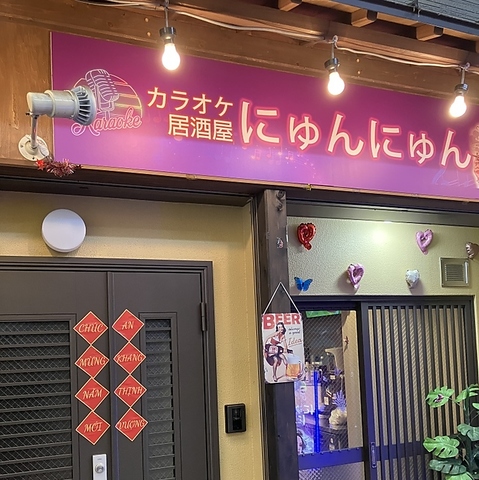 Karaoke
カラオケ
居酒屋
にゅんにゅん
CHÚC
MỪNG
NĂM
MỚI
AN
KHANG
THỊNH
VƯỢNG
BEER